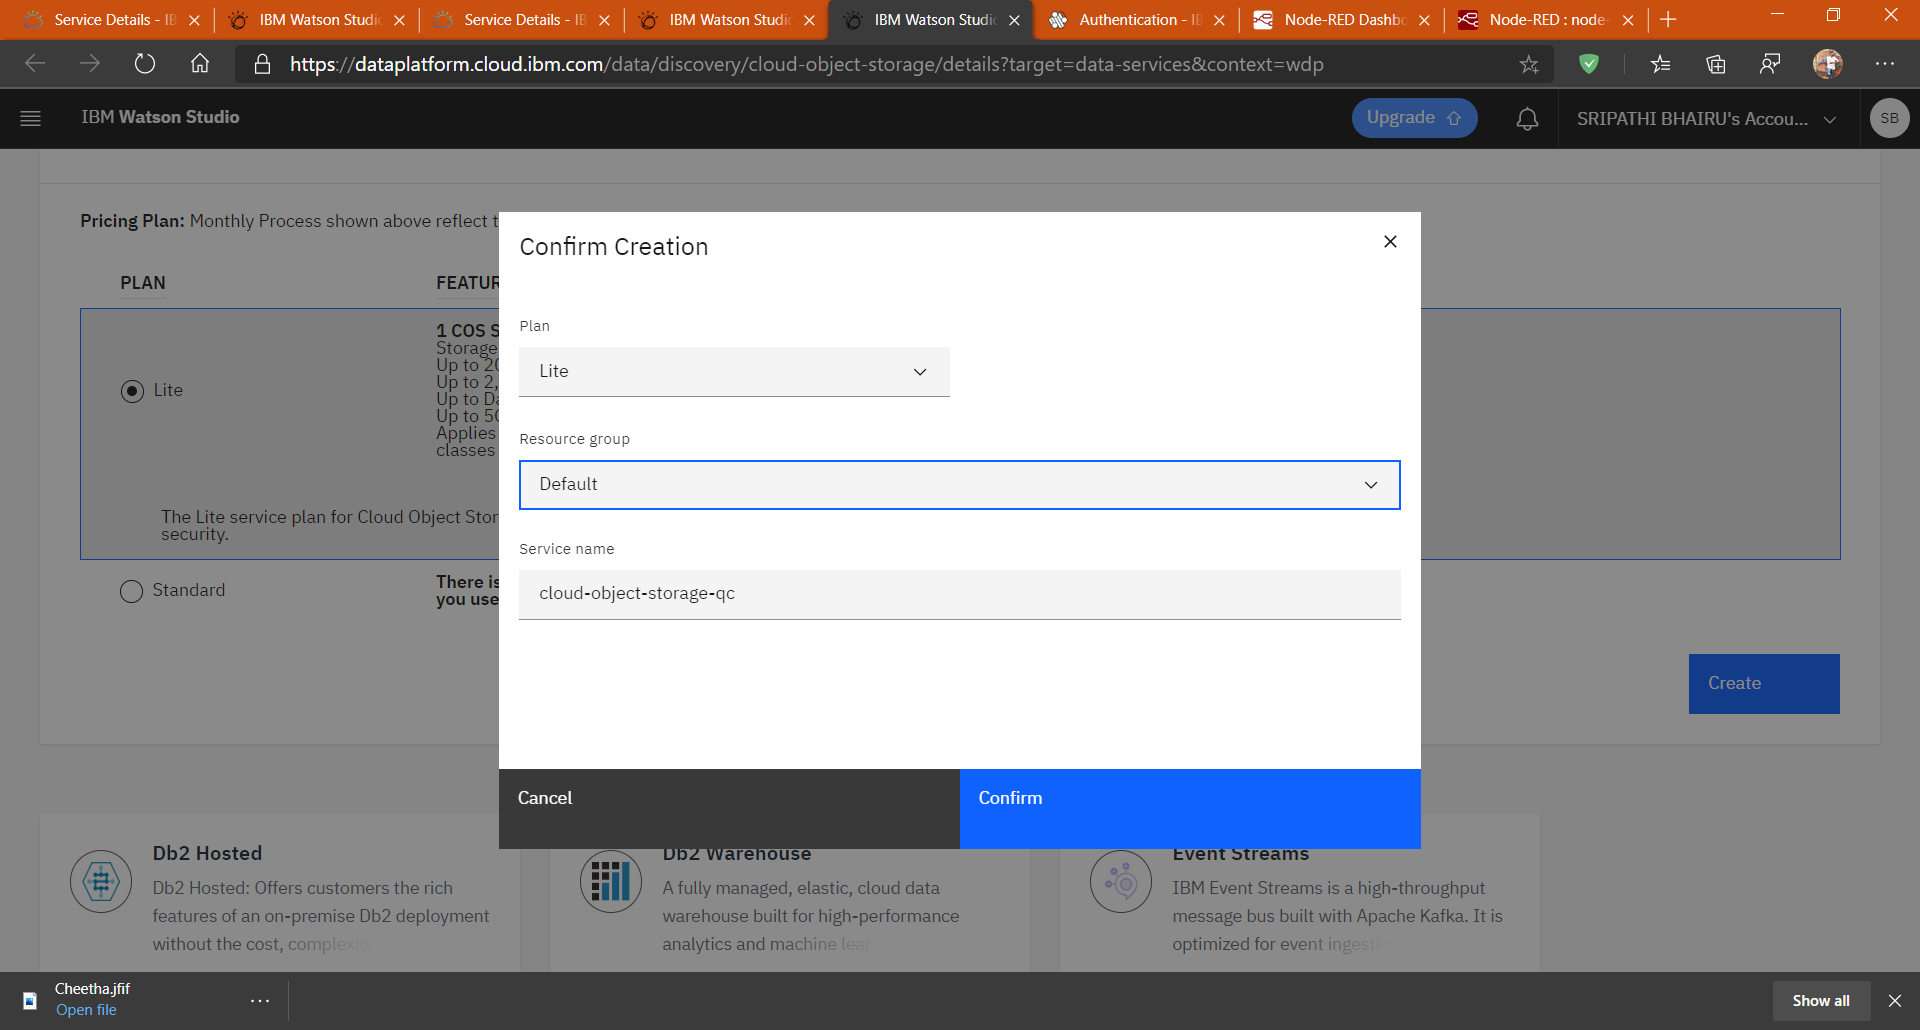 Service Details - IB
IBM Watson Studio
Service Details - IB
IBM Watson Studio
IBM Watson Studio
Authentication - IB
Node-RED Dashbo
Node-RED : node-
https://dataplatform.cloud.ibm.com/data/discovery/cloud-object-storage/details?target=data-services&context=wdp
IBM Watson Studio
Upgrade
SRIPATHI BHAIRU's Accou...
SB
Pricing Plan: Monthly Process shown above reflect t
PLAN
FEATUR
Lite
1 COS S
Storage
Up to 20
Up to 2,
Up to Da
Up to 50
Applies
classes
The Lite service plan for Cloud Object Stor
security.
Standard
There is
you use
Create
Confirm Creation
Plan
Lite
Resource group
Default
Service name
cloud-object-storage-qc
Cancel
Confirm
Db2 Hosted
Db2 Hosted: Offers customers the rich
features of an on-premise Db2 deployment
without the cost, complexi
Db2 Warehouse
A fully managed, elastic, cloud data
warehouse built for high-performance
analytics and machine lear
Event Streams
IBM Event Streams is a high-throughput
message bus built with Apache Kafka. It is
optimized for event ingesti
Cheetha.jfif
Open file
Show all